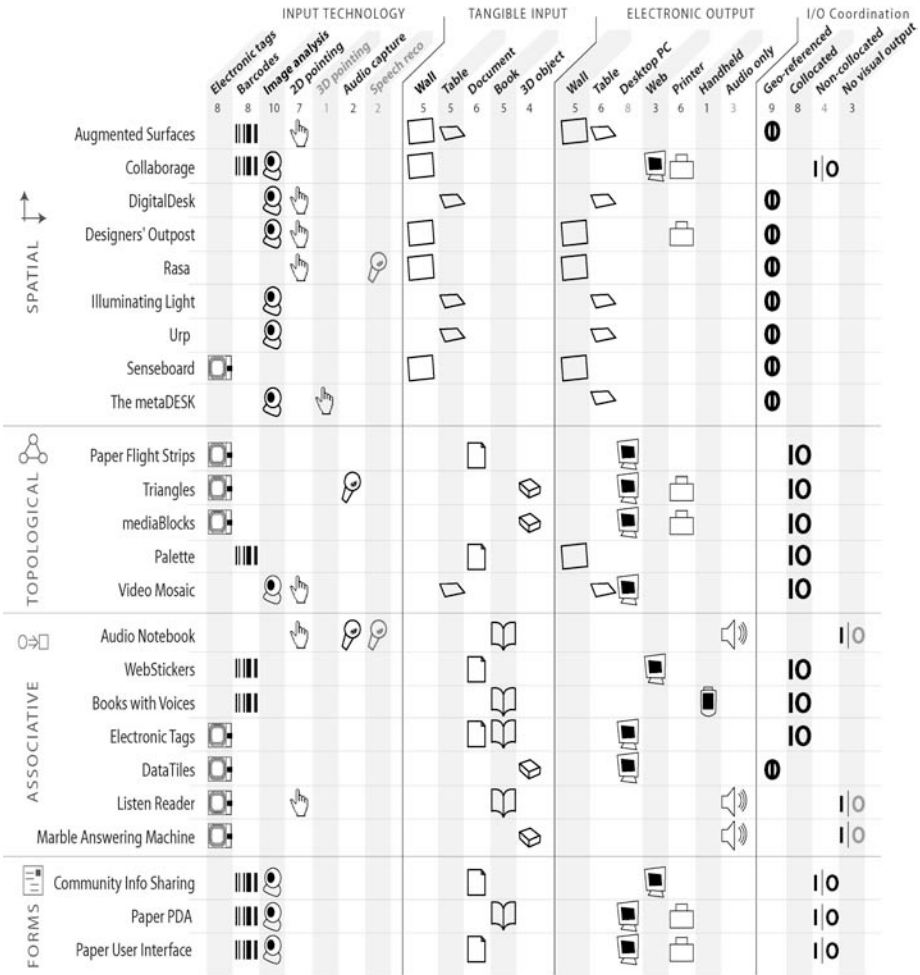 INPUT TECHNOLOGY TANGIBLE INPUT ELECTRONIC OUTPUT I/O Coordination
Electronic tags Barcodes Image analysis 2D pointing 3D pointing Audio capture Speech reco Wall Table Document Book 3D object Wall Table Desktop PC Web Printer Handheld Audio only Geo-referenced Collocated Non-collocated No visual output
8 8 10 7 1 2 2 5 5 6 5 4 5 6 8 3 6 1 3 9 8 4 3
SPATIAL
Augmented Surfaces
Collaborage
DigitalDesk
Designers' Outpost
Rasa
Illuminating Light
Urp
Senseboard
The metaDESK
TOPOLOGICAL
Paper Flight Strips
Triangles
mediaBlocks
Palette
Video Mosaic
ASSOCIATIVE
Audio Notebook
WebStickers
Books with Voices
Electronic Tags
DataTiles
Listen Reader
Marble Answering Machine
FORMS
Community Info Sharing
Paper PDA
Paper User Interface